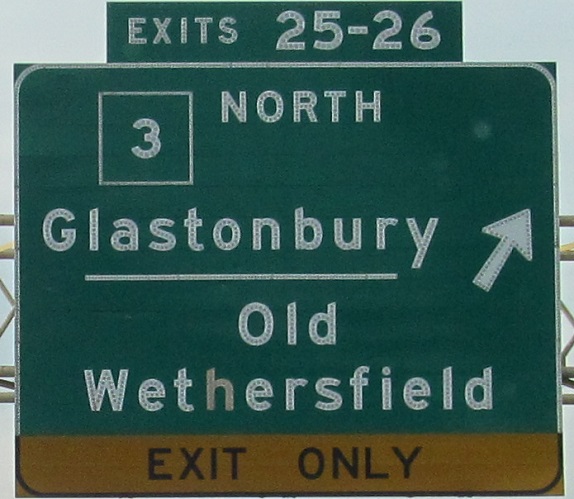 EXITS 25-26
3 NORTH
Glastonbury
Old
Wethersfield
EXIT ONLY